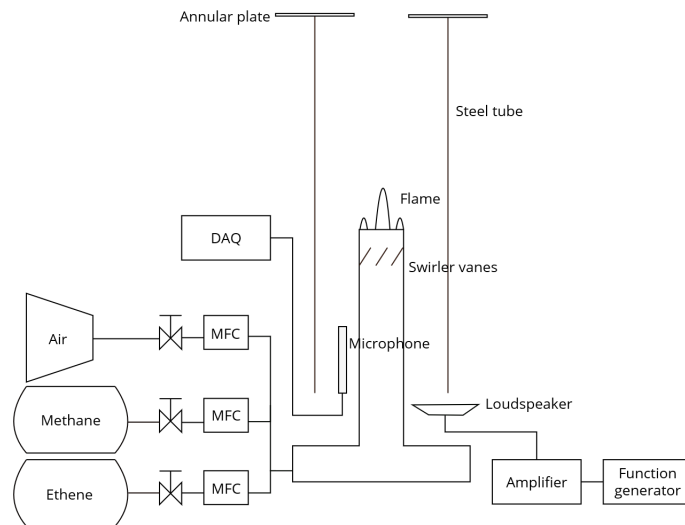 Annular plate
Steel tube
Flame
DAQ
Swirler vanes
Air
MFC
Microphone
Methane
MFC
Loudspeaker
Ethene
MFC
Amplifier
Function
generator